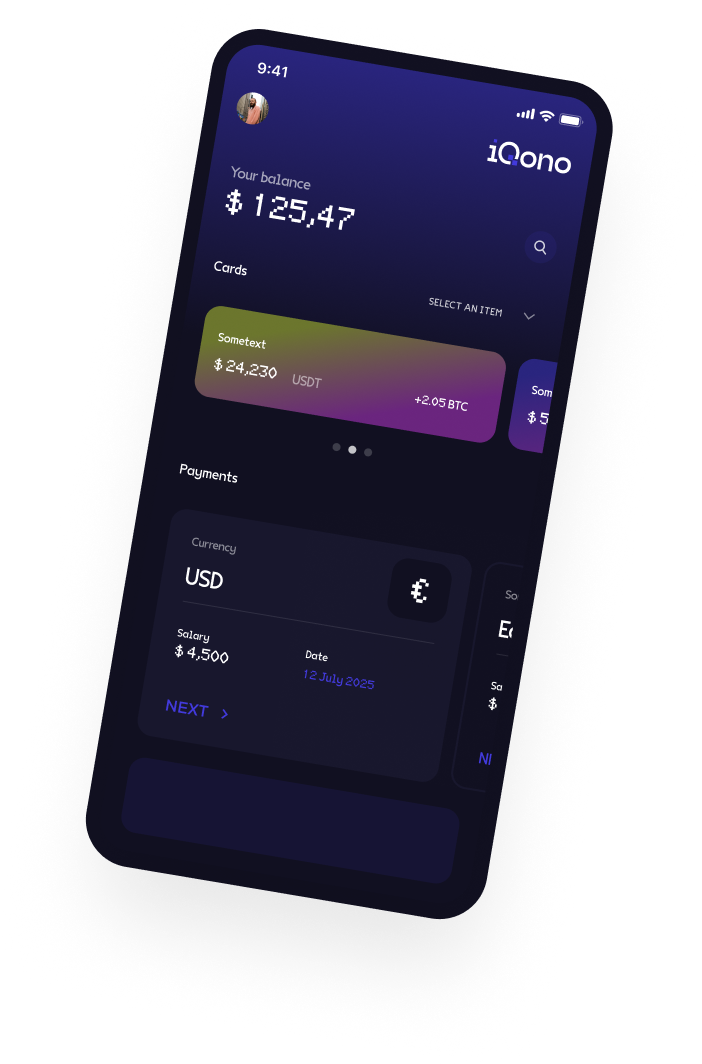 9:41
iQono
Your balance
$ 125,47
Cards
SELECT AN ITEM
Sometext
$ 24,230 USDT
+2.05 BTC
Som
$ 5
Payments
Currency
USD
€
Salary
$ 4,500
Date
12 July 2025
NEXT
So
Sa
$